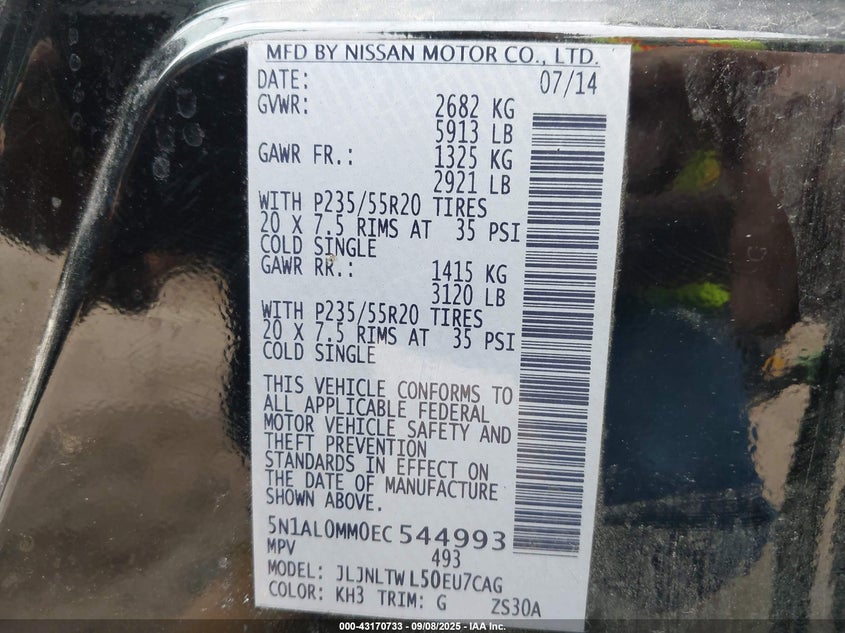 MFD BY NISSAN MOTOR CO., LTD.
DATE: 07/14
GVWR: 2682 KG
5913 LB
GAWR FR.: 1325 KG
2921 LB
WITH P235/55R20 TIRES
20 X 7.5 RIMS AT 35 PSI
COLD SINGLE
GAWR RR.: 1415 KG
3120 LB
WITH P235/55R20 TIRES
20 X 7.5 RIMS AT 35 PSI
COLD SINGLE
THIS VEHICLE CONFORMS TO
ALL APPLICABLE FEDERAL
MOTOR VEHICLE SAFETY AND
THEFT PREVENTION
STANDARDS IN EFFECT ON
THE DATE OF MANUFACTURE
SHOWN ABOVE.
5N1AL0MM0EC544993
MPV 493
MODEL: JLJNLTWL50EU7CAG
COLOR: KH3 TRIM: G ZS30A
000-43170733 - 09/08/2025 - IAA Inc.